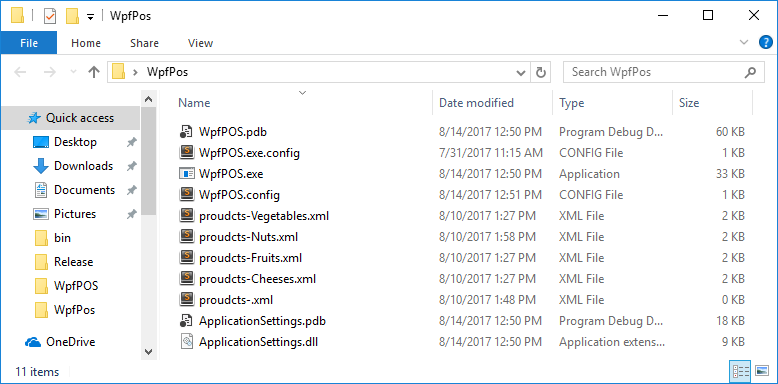 WpfPos
File Home Share View
WpfPos Search WpfPos
Name Date modified Type Size
Quick access
Desktop
Downloads
Documents
Pictures
bin
Release
WpfPOS
WpfPos
OneDrive
WpfPOS.pdb 8/14/2017 12:50 PM Program Debug D... 60 KB
WpfPOS.exe.config 7/31/2017 11:15 AM CONFIG File 1 KB
WpfPOS.exe 8/14/2017 12:50 PM Application 33 KB
WpfPOS.config 8/14/2017 12:51 PM CONFIG File 1 KB
proudcts-Vegetables.xml 8/10/2017 1:27 PM XML File 2 KB
proudcts-Nuts.xml 8/10/2017 1:58 PM XML File 2 KB
proudcts-Fruits.xml 8/10/2017 1:27 PM XML File 2 KB
proudcts-Cheeses.xml 8/10/2017 1:27 PM XML File 2 KB
proudcts-.xml 8/10/2017 1:48 PM XML File 0 KB
ApplicationSettings.pdb 8/14/2017 12:50 PM Program Debug D... 18 KB
ApplicationSettings.dll 8/14/2017 12:50 PM Application extens... 9 KB
11 items